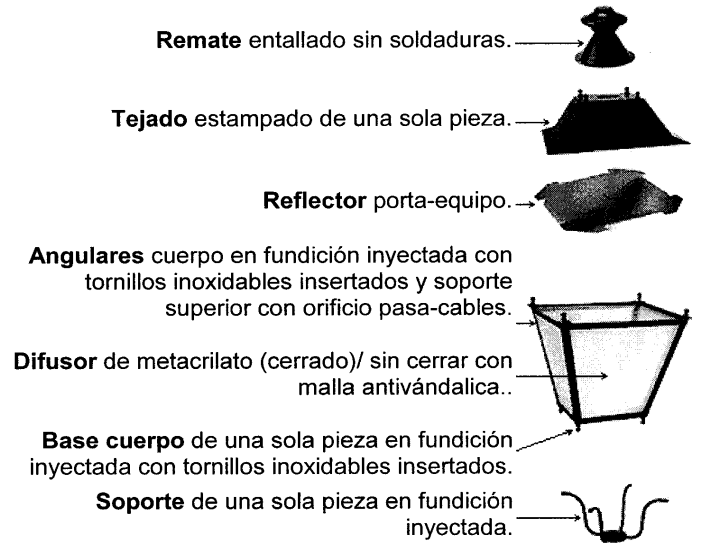 Remate entallado sin soldaduras.
Tejado estampado de una sola pieza.
Reflector porta-equipo.
Angulares cuerpo en fundición inyectada con
tornillos inoxidables insertados y soporte
superior con orificio pasa-cables.
Difusor de metacrilato (cerrado)/ sin cerrar con
malla antivándalica..
Base cuerpo de una sola pieza en fundición
inyectada con tornillos inoxidables insertados.
Soporte de una sola pieza en fundición
inyectada.